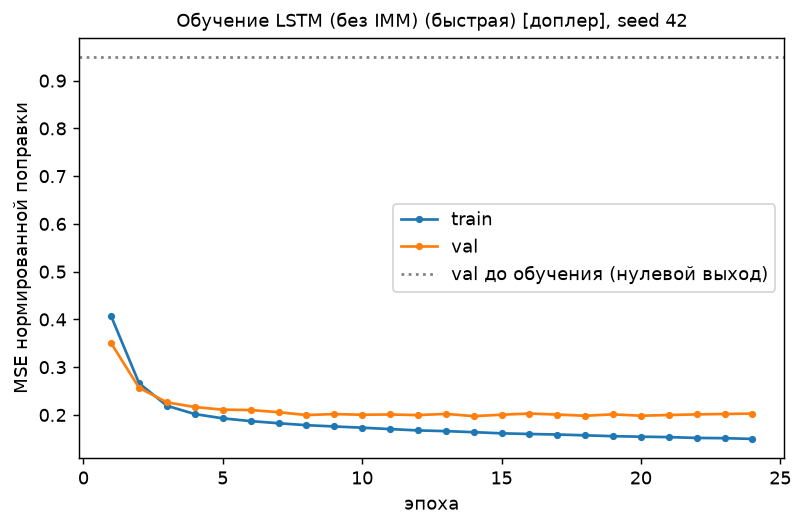 Обучение LSTM (без IMM) (быстрая) [доплер], seed 42
MSE нормированной поправки
0.9
0.8
0.7
0.6
0.5
0.4
0.3
0.2
train
val
val до обучения (нулевой выход)
0
5
10
15
20
25
эпоха